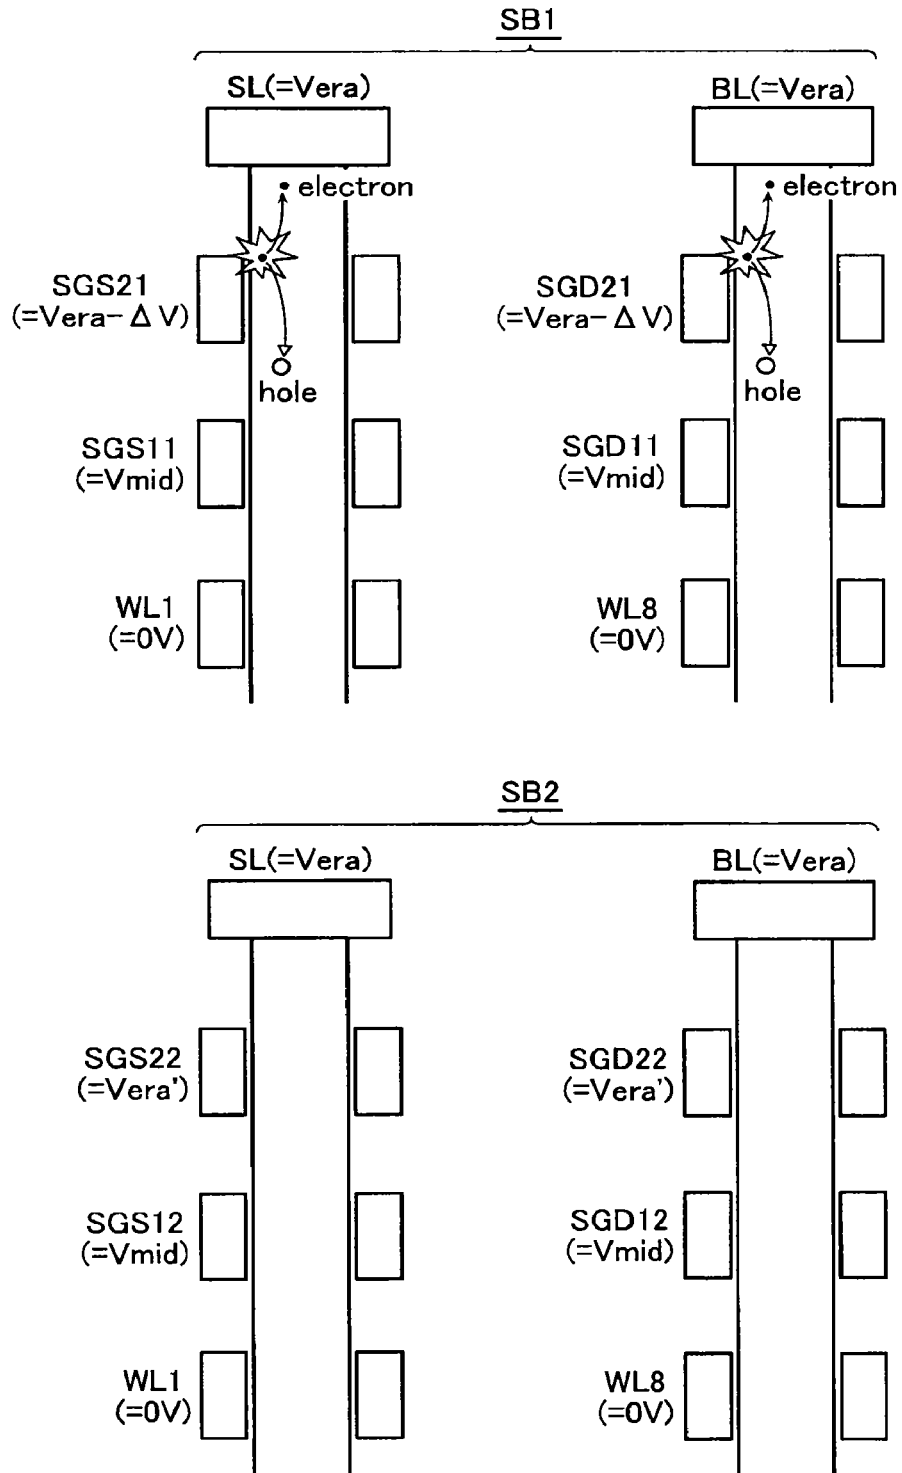 SB1
SL(=Vera)
BL(=Vera)
electron
electron
SGS21
(=Vera−ΔV)
SGD21
(=Vera−ΔV)
hole
hole
SGS11
(=Vmid)
SGD11
(=Vmid)
WL1
(=0V)
WL8
(=0V)
SB2
SL(=Vera)
BL(=Vera)
SGS22
(=Vera')
SGD22
(=Vera')
SGS12
(=Vmid)
SGD12
(=Vmid)
WL1
(=0V)
WL8
(=0V)